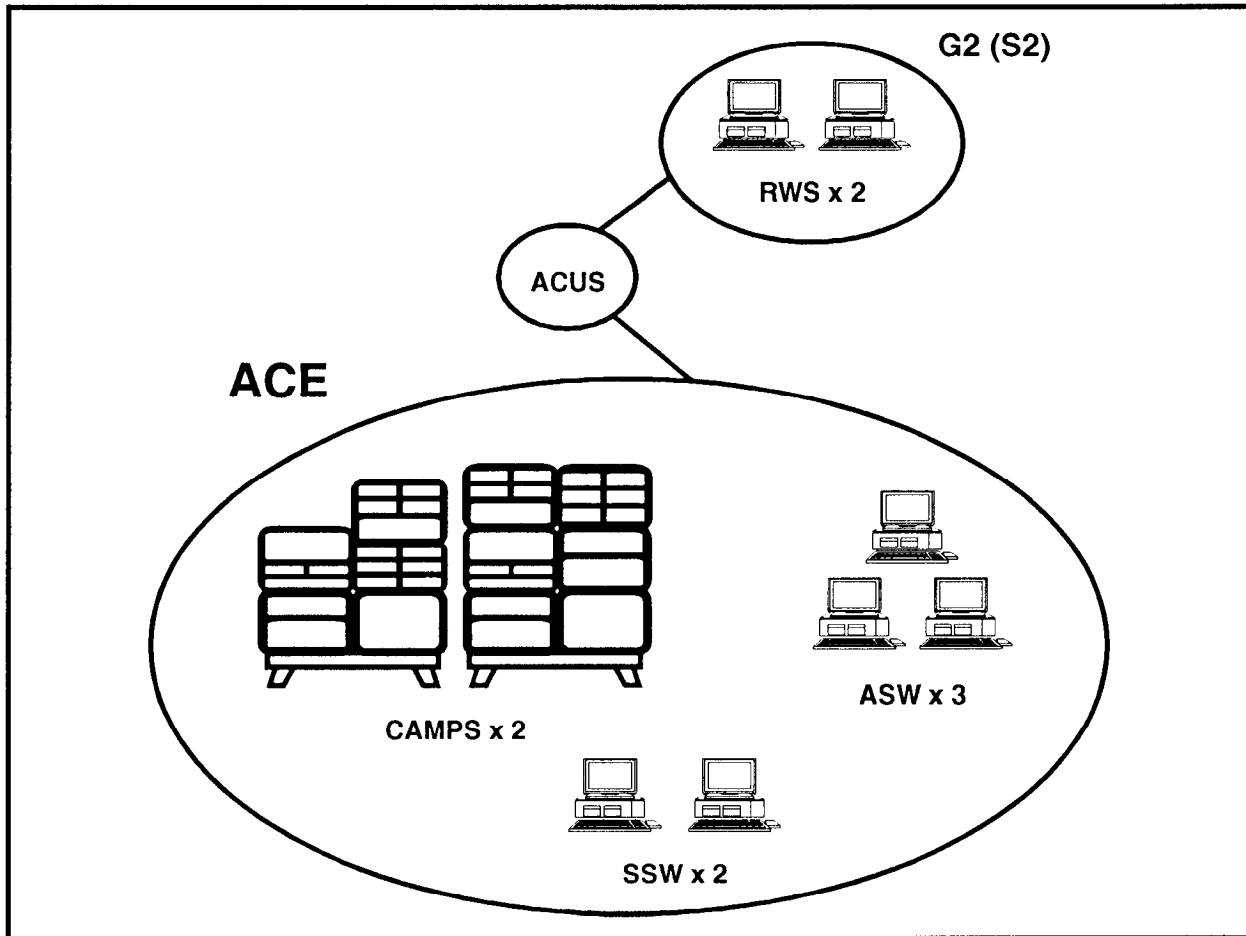 G2 (S2)
RWS x 2
ACUS
ACE
CAMPS x 2
ASW x 3
SSW x 2